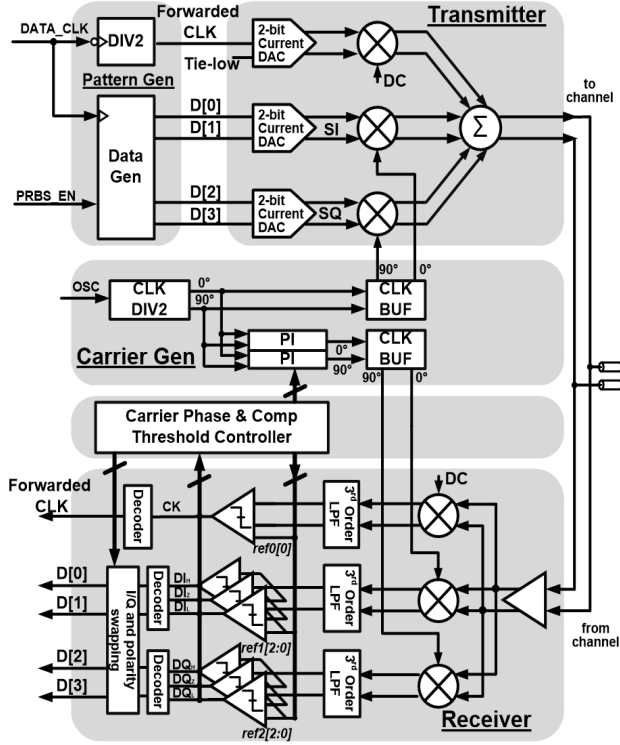 Forwarded
Transmitter
DATA_CLK
DIV2
CLK
2-bit
Current
DAC
Tie-low
DC
Pattern Gen
to
channel
D[0]
D[1]
2-bit
Current
DAC
SI
Σ
Data
Gen
PRBS_EN
D[2]
D[3]
2-bit
Current
DAC
SQ
90° 0°
OSC
CLK
DIV2
0°
90°
CLK
BUF
PI
PI
0°
90°
CLK
BUF
90° 0°
Carrier Gen
Carrier Phase & Comp
Threshold Controller
Forwarded
CLK
Decoder
CK
ref0[0]
3rd Order
LPF
DC
D[0]
D[1]
I/Q and polarity
swapping
Decoder
DIH
DIZ
DIL
ref1[2:0]
3rd Order
LPF
from
channel
D[2]
D[3]
Decoder
DQH
DQZ
DQL
ref2[2:0]
3rd Order
LPF
Receiver